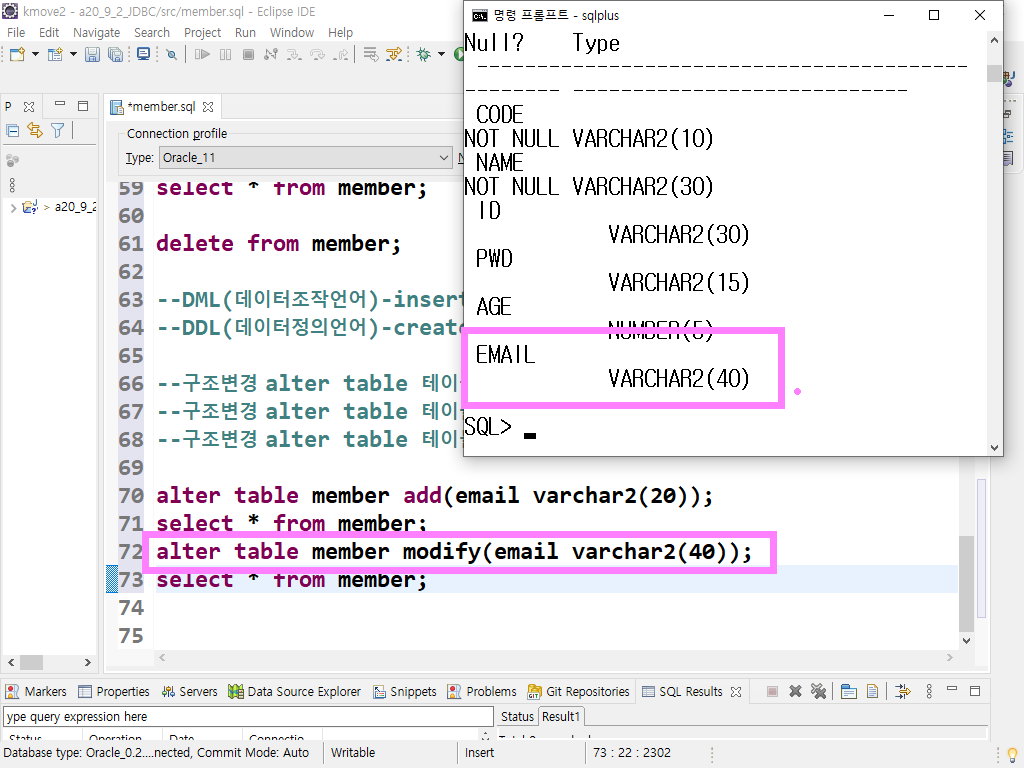 kmove2 - a20_9_2_JDBC/src/member.sql - Eclipse IDE
File Edit Navigate Search Project Run Window Help
P
*member.sql
Connection profile
Type: Oracle_11
> a20_9_2
59 select * from member;
60
61 delete from member;
62
63 --DML(데이터조작언어)-insert
64 --DDL(데이터정의언어)-create
65
66 --구조변경 alter table
67 --구조변경 alter table
68 --구조변경 alter table
69
70 alter table member add(email varchar2(20));
71 select * from member;
72 alter table member modify(email varchar2(40));
73 select * from member;
74
75
명령 프롬프트 - sqlplus
Null? Type
-----------------------------------------
-------- ----------------------------
CODE
NOT NULL VARCHAR2(10)
NAME
NOT NULL VARCHAR2(30)
ID
VARCHAR2(30)
PWD
VARCHAR2(15)
AGE
NUMBER(5)
EMAIL
VARCHAR2(40)
SQL>
Markers Properties Servers Data Source Explorer Snippets Problems Git Repositories SQL Results
ype query expression here
Status Result1
Status Operation Date Connectio
Database type: Oracle_0.2....nected, Commit Mode: Auto Writable Insert 73 : 22 : 2302